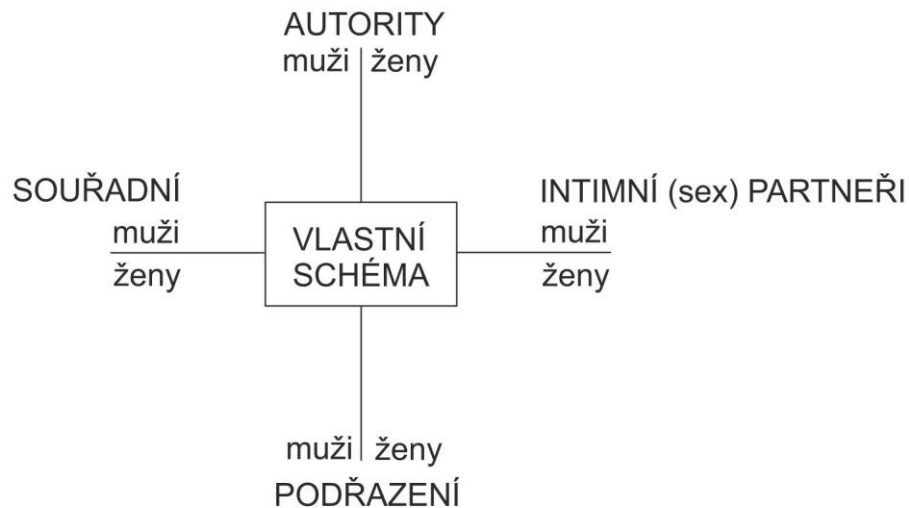 AUTORITY
muži ženy
SOUŘADNÍ
muži
ženy
VLASTNÍ
SCHÉMA
INTIMNÍ (sex) PARTNEŘI
muži
ženy
muži ženy
PODŘAZENÍ